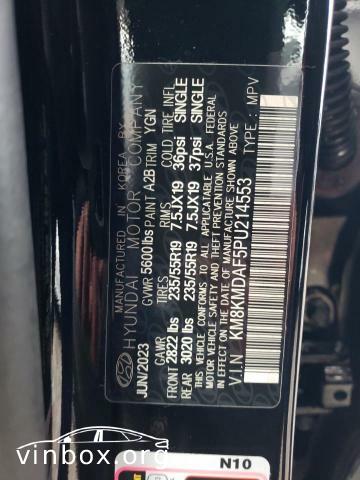 MANUFACTURED IN KOREA BY
HYUNDAI MOTOR COMPANY
JUN/2023 GVWR 5600lbs PAINT A2B TRIM YGN
GAWR TIRES RIMS COLD TIRE INFL
FRONT 2822 lbs 235/55R19 7.5JX19 36psi SINGLE
REAR 3020 lbs 235/55R19 7.5JX19 37psi SINGLE
THIS VEHICLE CONFORMS TO ALL APPLICABLE U.S.A. FEDERAL
MOTOR VEHICLE SAFETY AND THEFT PREVENTION STANDARDS
IN EFFECT ON THE DATE OF MANUFACTURE SHOWN ABOVE
V.I.N : KM8KMDAF5PU214553 TYPE : MPV
N10
vinbox.org